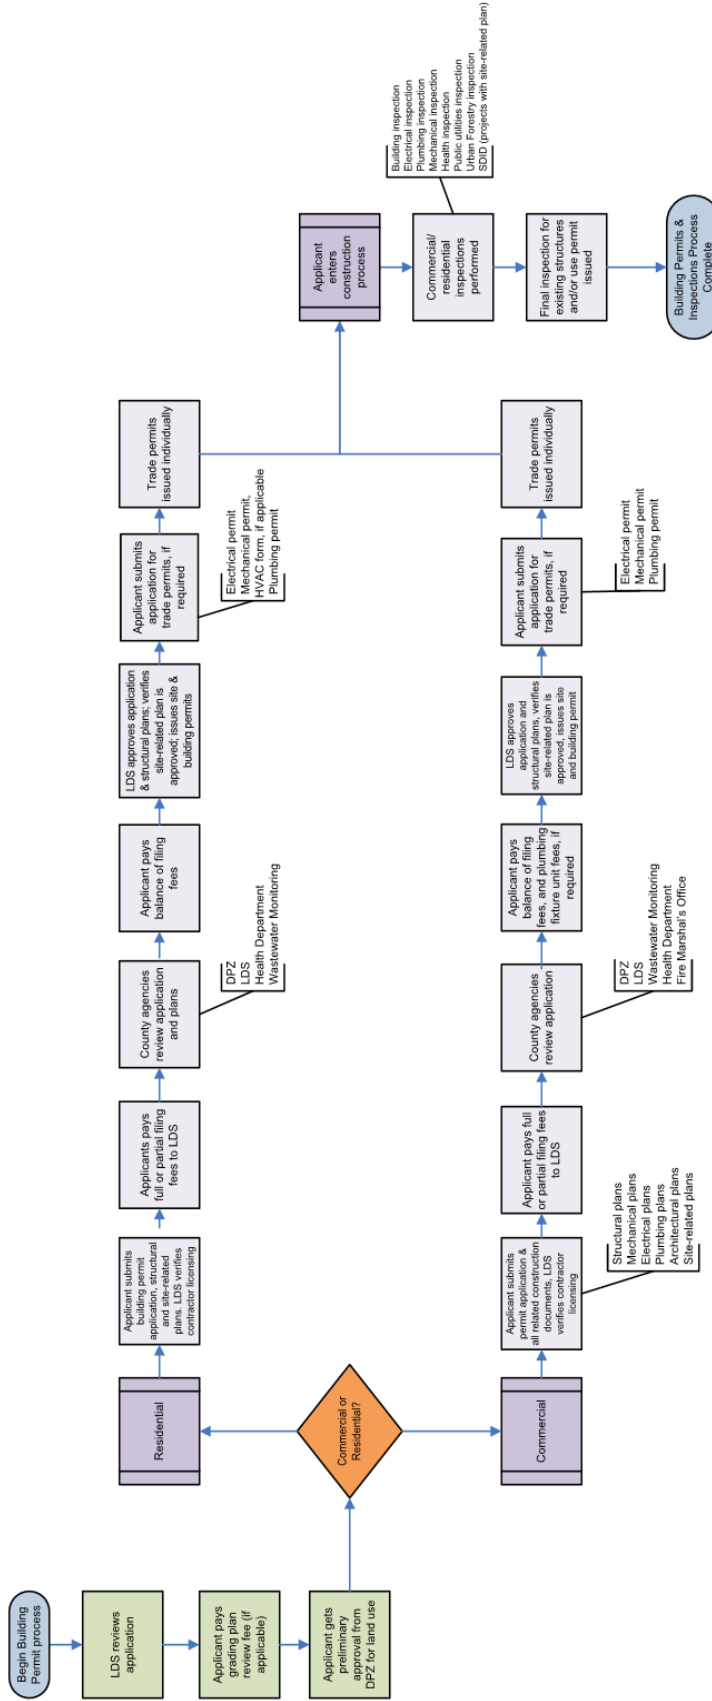 Begin Building
Permit process
LDS reviews
application
Applicant pays
grading plan
review fee (if
applicable)
Applicant gets
preliminary
approval from
DPZ for land use
Commercial or
Residential?
Residential
Applicant submits
building permit
application, structural
and site-related
plans, LDS verifies
contractor licensing
Applicants pays
full or partial filing
fees to LDS
County agencies
review application
and plans
DPZ
LDS
Health Department
Wastewater Monitoring
Applicant pays
balance of filing
fees
LDS approves application
& structural plans; verifies
site-related plan is
approved; issues site &
building permits
Applicant submits
application for
trade permits, if
required
Electrical permit
Mechanical permit,
HVAC form, if applicable
Plumbing permit
Trade permits
issued individually
Commercial
Applicant submits
permit application &
all related construction
documents, LDS
verifies contractor
licensing
Structural plans
Mechanical plans
Electrical plans
Plumbing plans
Architectural plans
Site-related plans
Applicant pays full
or partial filing fees
to LDS
County agencies
review application
DPZ
LDS
Wastewater Monitoring
Health Department
Fire Marshal's Office
Applicant pays
balance of filing
fees, and plumbing
fixture unit fees, if
required
LDS approves
application and
structural plans, verifies
site-related plan is
approved, issues site
and building permit
Applicant submits
application for
trade permits, if
required
Electrical permit
Mechanical permit
Plumbing permit
Trade permits
issued individually
Applicant
enters
construction
process
Commercial/
residential
inspections
performed
Building inspection
Electrical inspection
Plumbing inspection
Mechanical inspection
Health inspection
Public utilities inspection
Urban Forestry inspection
SDID (projects with site-related plan)
Final inspection for
existing structures
and/or use permit
issued
Building Permits &
Inspections Process
Complete